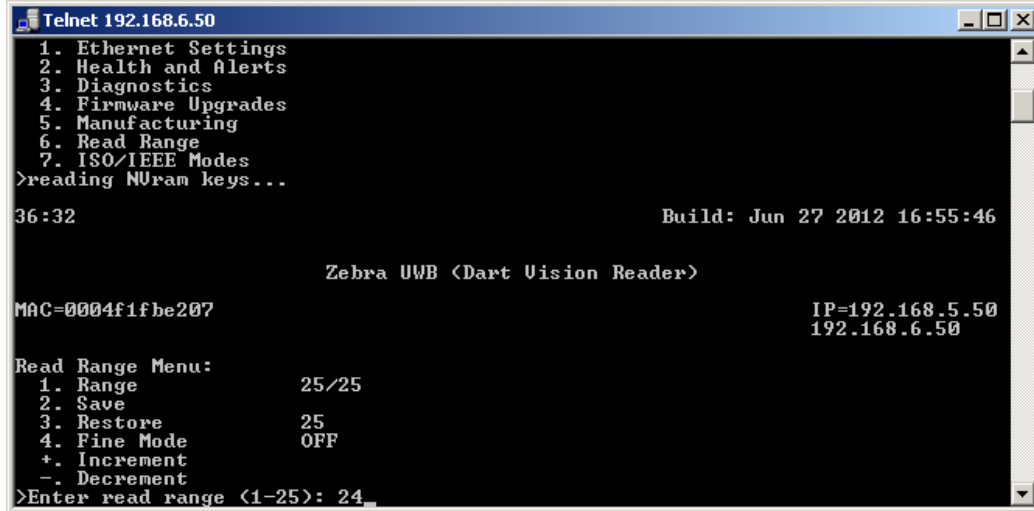 Telnet 192.168.6.50
1. Ethernet Settings
2. Health and Alerts
3. Diagnostics
4. Firmware Upgrades
5. Manufacturing
6. Read Range
7. ISO/IEEE Modes
>reading NVram keys...
36:32 Build: Jun 27 2012 16:55:46
Zebra UWB (Dart Vision Reader)
MAC=0004f1fbe207 IP=192.168.5.50
192.168.6.50
Read Range Menu:
1. Range 25/25
2. Save
3. Restore 25
4. Fine Mode OFF
+. Increment
-. Decrement
>Enter read range (1-25): 24_